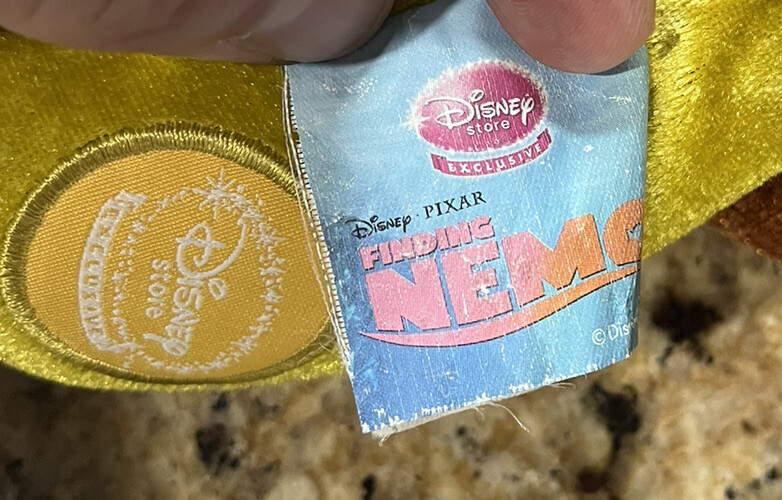 Disney
store
EXCLUSIVE
Disney · PIXAR
FINDING
NEMO
© Disn
Disney
store
EXCLUSIVE